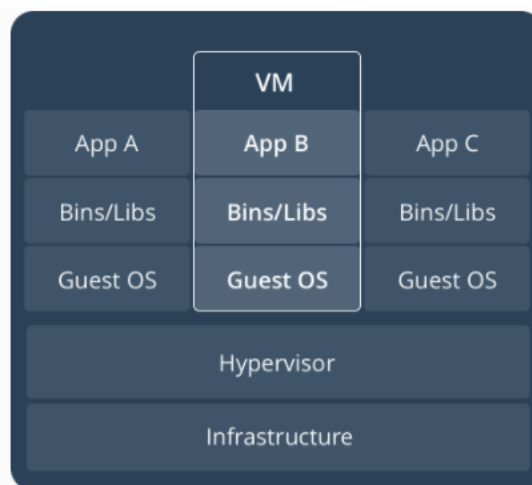 VM
App A App B App C
Bins/Libs Bins/Libs Bins/Libs
Guest OS Guest OS Guest OS
Hypervisor
Infrastructure